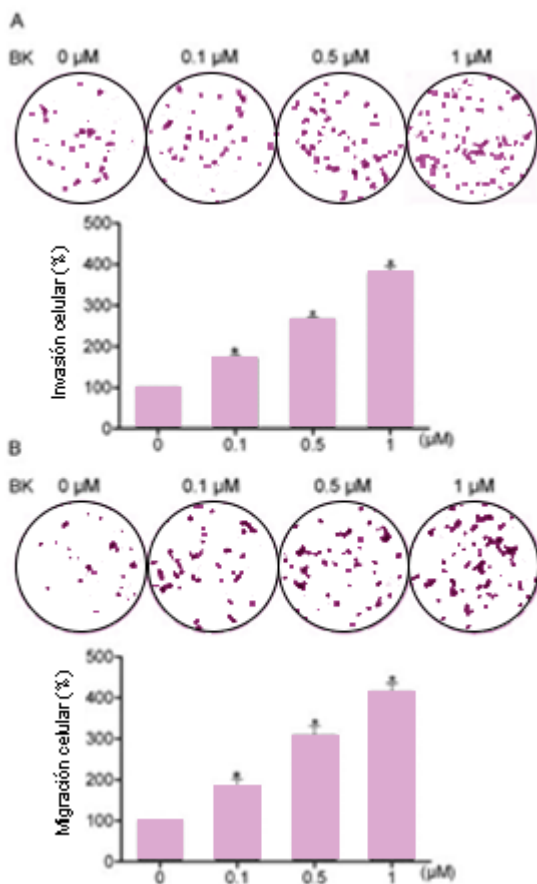 A
BK 0 µM 0.1 µM 0.5 µM 1 µM
Invasión celular (%)
500
400
300
200
100
0
* * *
0 0.1 0.5 1 (µM)
B
BK 0 µM 0.1 µM 0.5 µM 1 µM
Migración celular (%)
500
400
300
200
100
0
* * *
0 0.1 0.5 1 (µM)